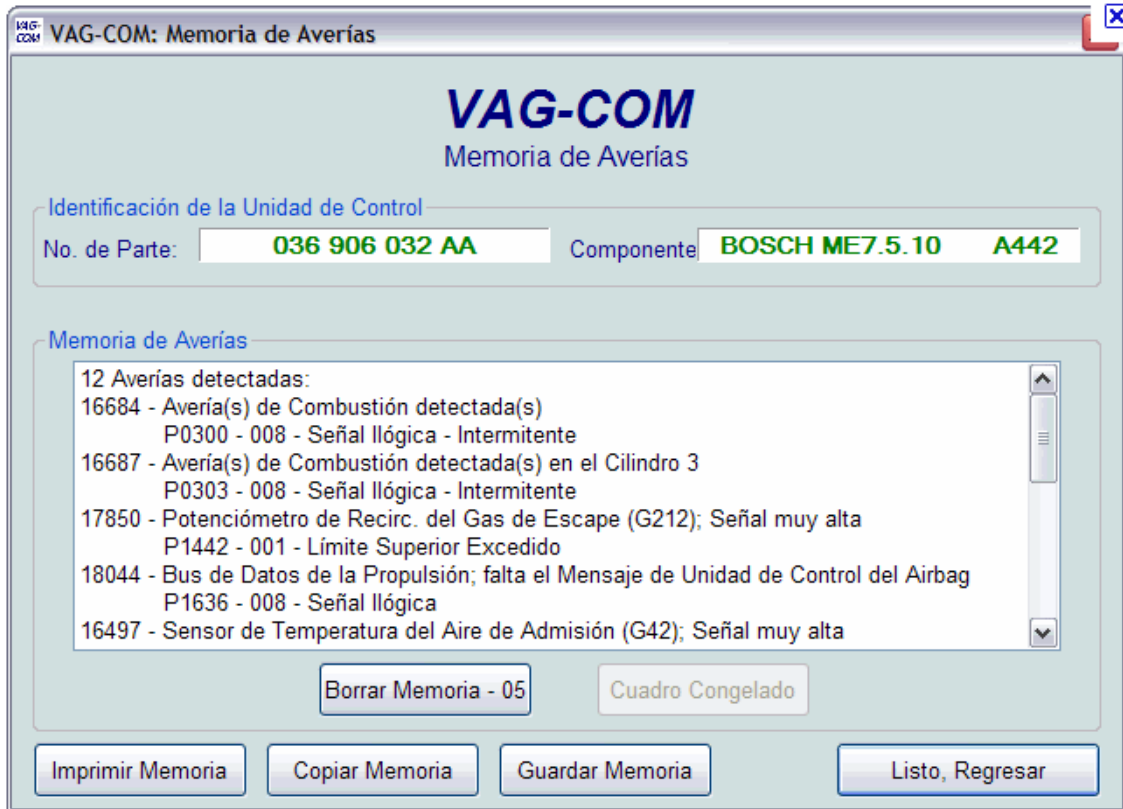 VAG-COM VAG-COM: Memoria de Averías
VAG-COM
Memoria de Averías
Identificación de la Unidad de Control
No. de Parte: 036 906 032 AA Componente BOSCH ME7.5.10 A442
Memoria de Averías
12 Averías detectadas:
16684 - Avería(s) de Combustión detectada(s)
P0300 - 008 - Señal Ilógica - Intermitente
16687 - Avería(s) de Combustión detectada(s) en el Cilindro 3
P0303 - 008 - Señal Ilógica - Intermitente
17850 - Potenciómetro de Recirc. del Gas de Escape (G212); Señal muy alta
P1442 - 001 - Límite Superior Excedido
18044 - Bus de Datos de la Propulsión; falta el Mensaje de Unidad de Control del Airbag
P1636 - 008 - Señal Ilógica
16497 - Sensor de Temperatura del Aire de Admisión (G42); Señal muy alta
Borrar Memoria - 05 Cuadro Congelado
Imprimir Memoria Copiar Memoria Guardar Memoria Listo, Regresar